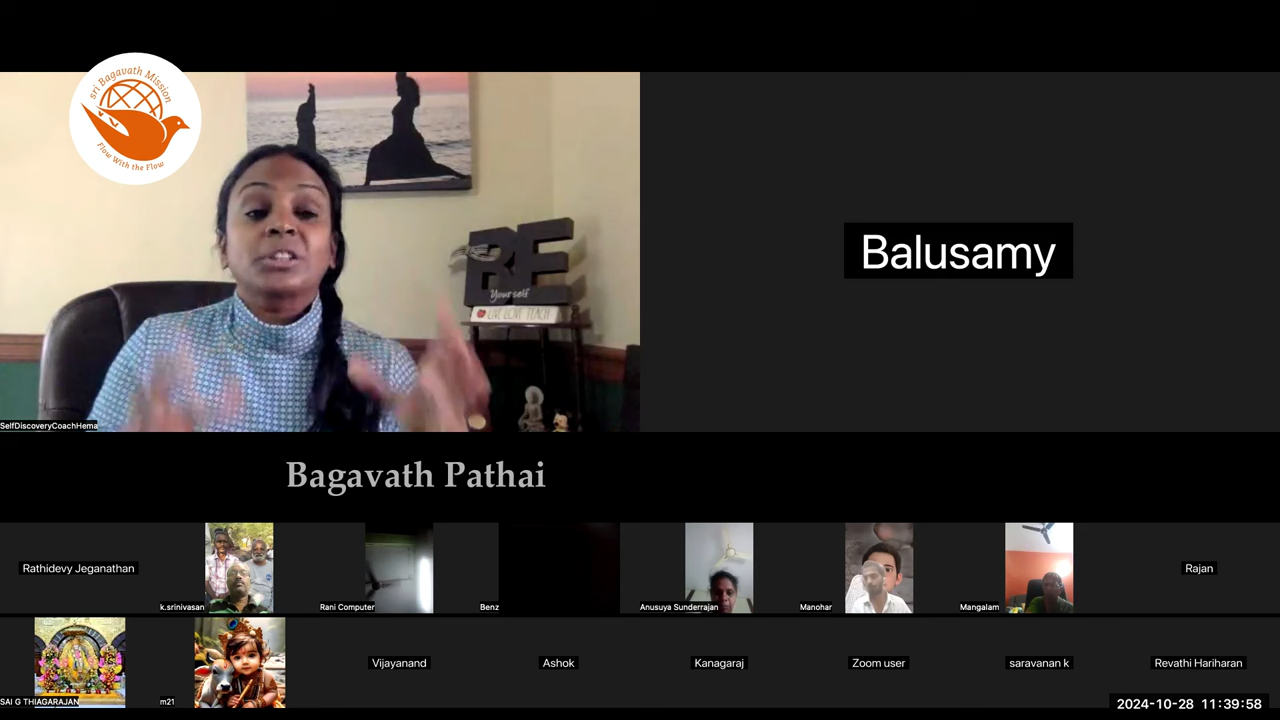 sri Bagavath Mission
Flow With the Flow
BE
Yourself
LIVE LOVE TEACH
SelfDiscoveryCoachHema
Balusamy
Bagavath Pathai
Rathidevy Jeganathan
k.srinivasan
Rani Computer
Benz
Anusuya Sunderrajan
Manohar
Mangalam
Rajan
SAI G THIAGARAJAN
m21
Vijayanand
Ashok
Kanagaraj
Zoom user
saravanan k
Revathi Hariharan
2024-10-28 11:39:58